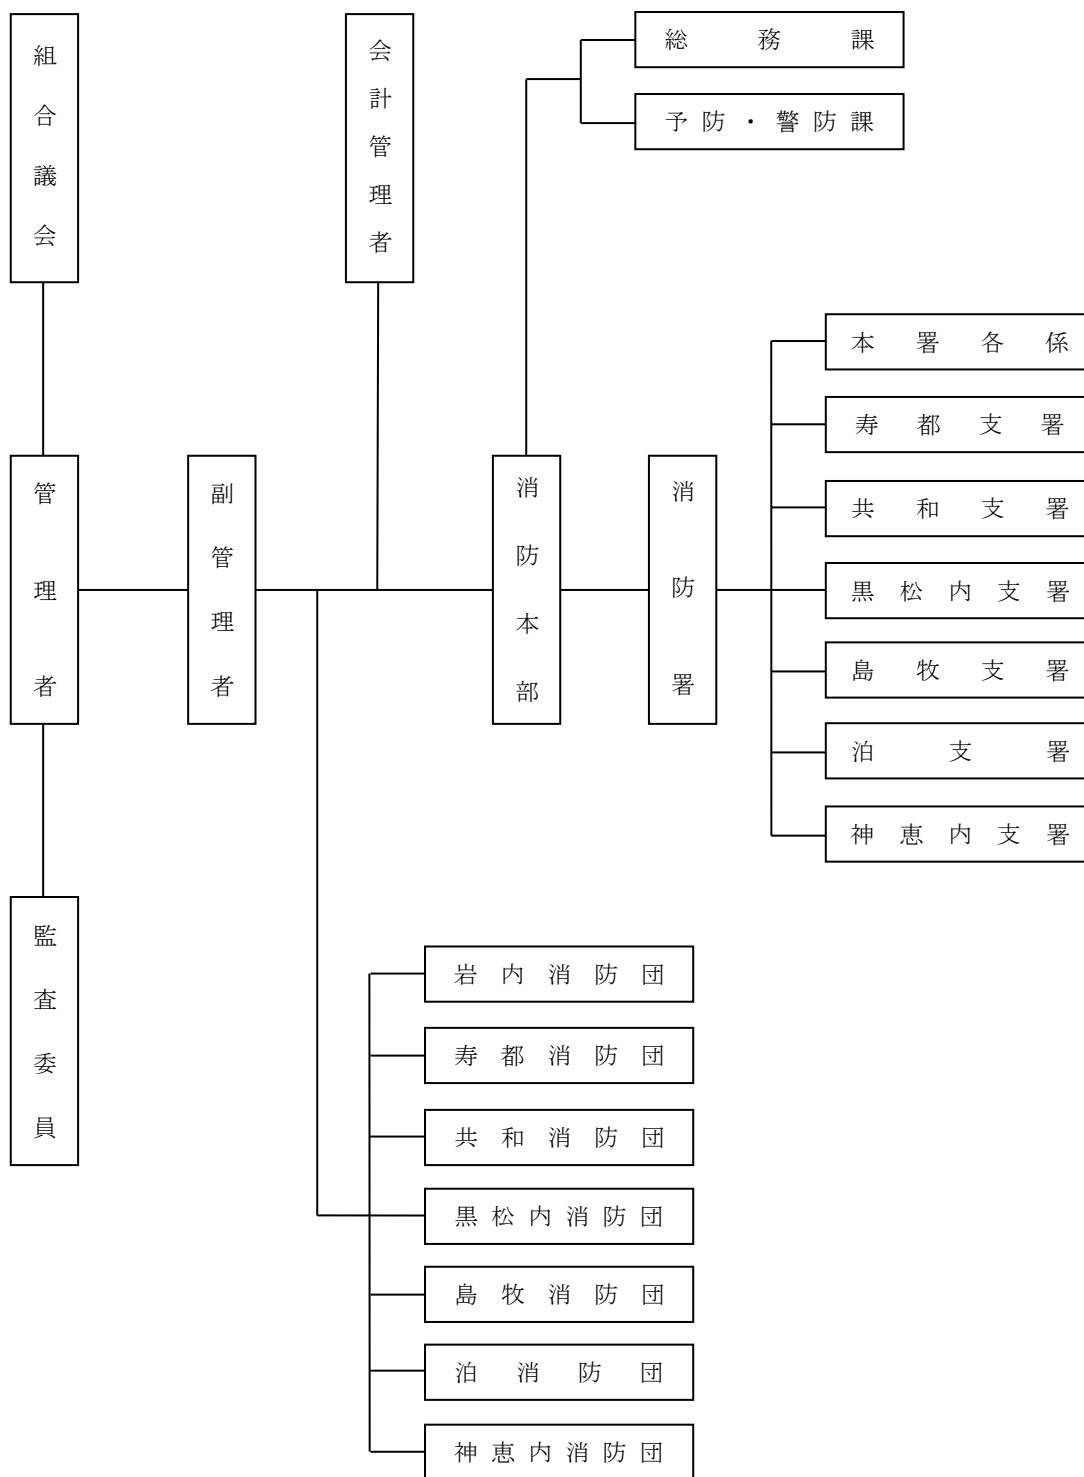 組合議会
会計管理者
総務課
予防・警防課
管理者
副管理者
消防本部
消防署
本署各係
寿都支署
共和支署
黒松内支署
島牧支署
泊支署
神恵内支署
監査委員
岩内消防団
寿都消防団
共和消防団
黒松内消防団
島牧消防団
泊消防団
神恵内消防団